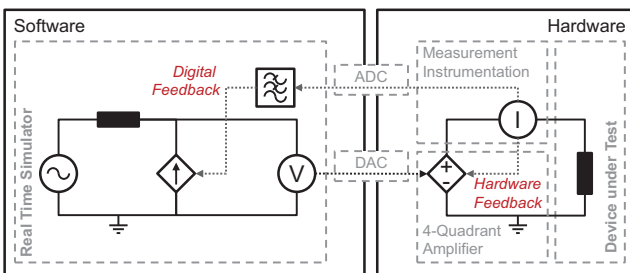 Software
Hardware
Digital
Feedback
ADC
Measurement
Instrumentation
I
V
DAC
+
-
Hardware
Feedback
4-Quadrant
Amplifier
Real Time Simulator
Device under Test